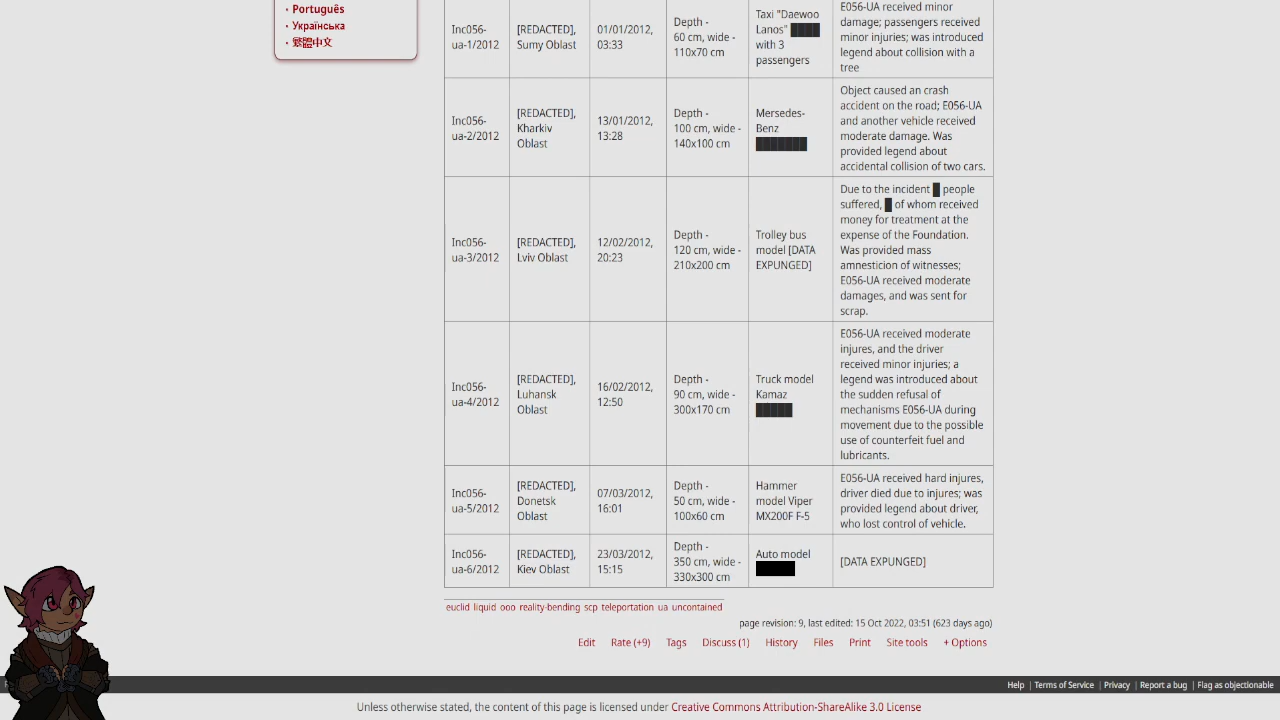 Português
Українська
繁體中文
Inc056-
ua-1/2012
[REDACTED],
Sumy Oblast
01/01/2012,
03:33
Depth -
60 cm, wide -
110x70 cm
Taxi "Daewoo
Lanos" ████
with 3
passengers
E056-UA received minor
damage; passengers received
minor injuries; was introduced
legend about collision with a
tree
Inc056-
ua-2/2012
[REDACTED],
Kharkiv
Oblast
13/01/2012,
13:28
Depth -
100 cm, wide -
140x100 cm
Mersedes-
Benz
███████
Object caused an crash
accident on the road; E056-UA
and another vehicle received
moderate damage. Was
provided legend about
accidental collision of two cars.
Inc056-
ua-3/2012
[REDACTED],
Lviv Oblast
12/02/2012,
20:23
Depth -
120 cm, wide -
210x200 cm
Trolley bus
model [DATA
EXPUNGED]
Due to the incident █ people
suffered, █ of whom received
money for treatment at the
expense of the Foundation.
Was provided mass
amnesticion of witnesses;
E056-UA received moderate
damages, and was sent for
scrap.
Inc056-
ua-4/2012
[REDACTED],
Luhansk
Oblast
16/02/2012,
12:50
Depth -
90 cm, wide -
300x170 cm
Truck model
Kamaz
█████
E056-UA received moderate
injures, and the driver
received minor injuries; a
legend was introduced about
the sudden refusal of
mechanisms E056-UA during
movement due to the possible
use of counterfeit fuel and
lubricants.
Inc056-
ua-5/2012
[REDACTED],
Donetsk
Oblast
07/03/2012,
16:01
Depth -
50 cm, wide -
100x60 cm
Hammer
model Viper
MX200F F-5
E056-UA received hard injures,
driver died due to injures; was
provided legend about driver,
who lost control of vehicle.
Inc056-
ua-6/2012
[REDACTED],
Kiev Oblast
23/03/2012,
15:15
Depth -
350 cm, wide -
330x300 cm
Auto model
[DATA EXPUNGED]
euclid liquid ooo reality-bending scp teleportation ua uncontained
page revision: 9, last edited: 15 Oct 2022, 03:51 (623 days ago)
Edit Rate (+9) Tags Discuss (1) History Files Print Site tools + Options
Help | Terms of Service | Privacy | Report a bug | Flag as objectionable
Unless otherwise stated, the content of this page is licensed under Creative Commons Attribution-ShareAlike 3.0 License